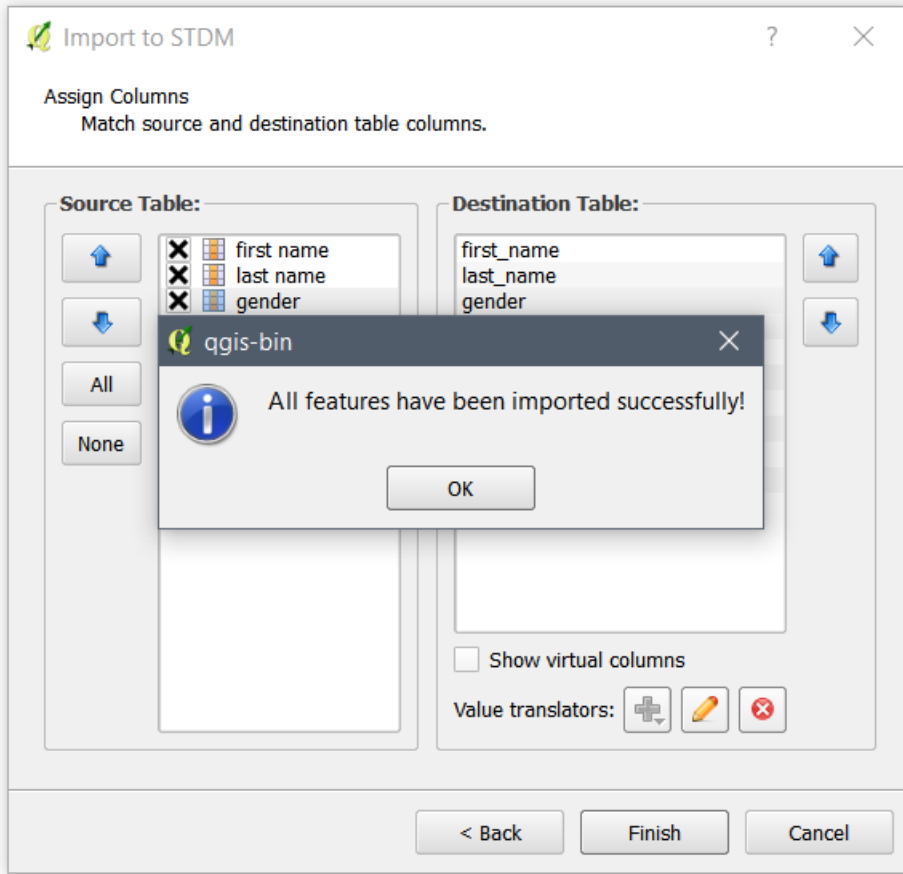 Import to STDM
?
Assign Columns
Match source and destination table columns.
Source Table:
first name
last name
gender
All
None
Destination Table:
first_name
last_name
gender
qgis-bin
All features have been imported successfully!
OK
Show virtual columns
Value translators:
< Back
Finish
Cancel